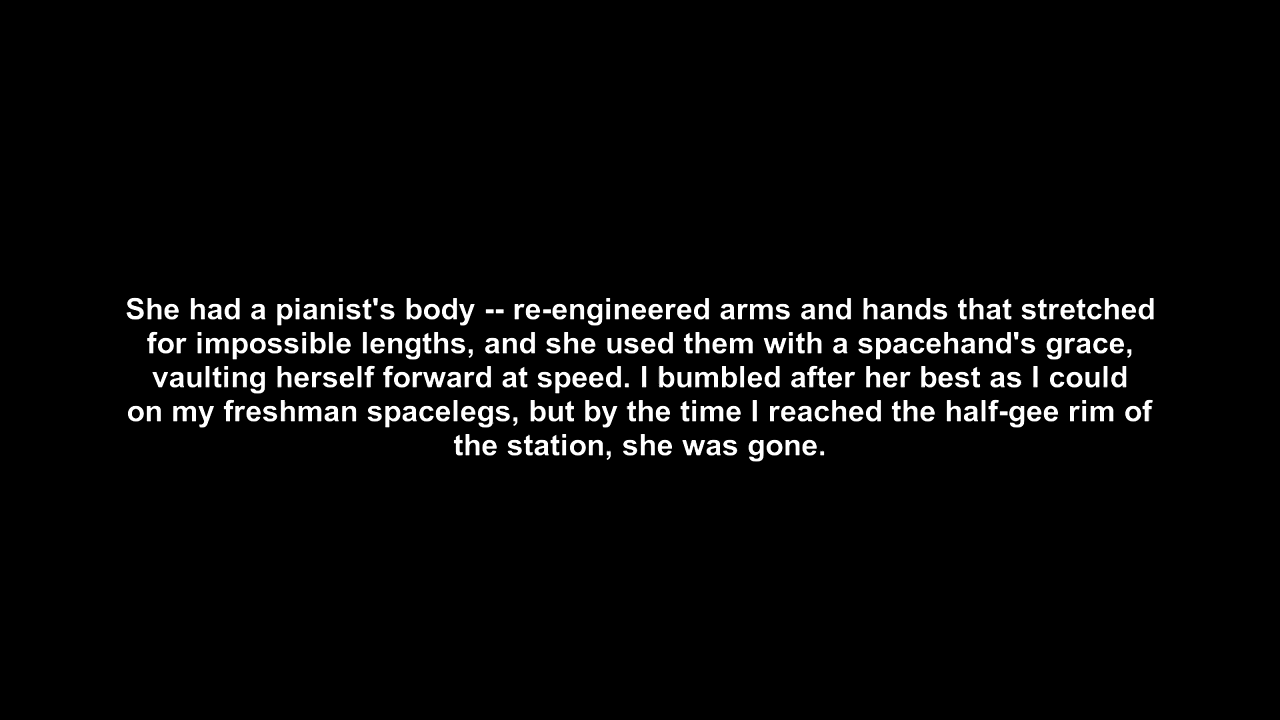 She had a pianist's body -- re-engineered arms and hands that stretched
for impossible lengths, and she used them with a spacehand's grace,
vaulting herself forward at speed. I bumbled after her best as I could
on my freshman spacelegs, but by the time I reached the half-gee rim of
the station, she was gone.